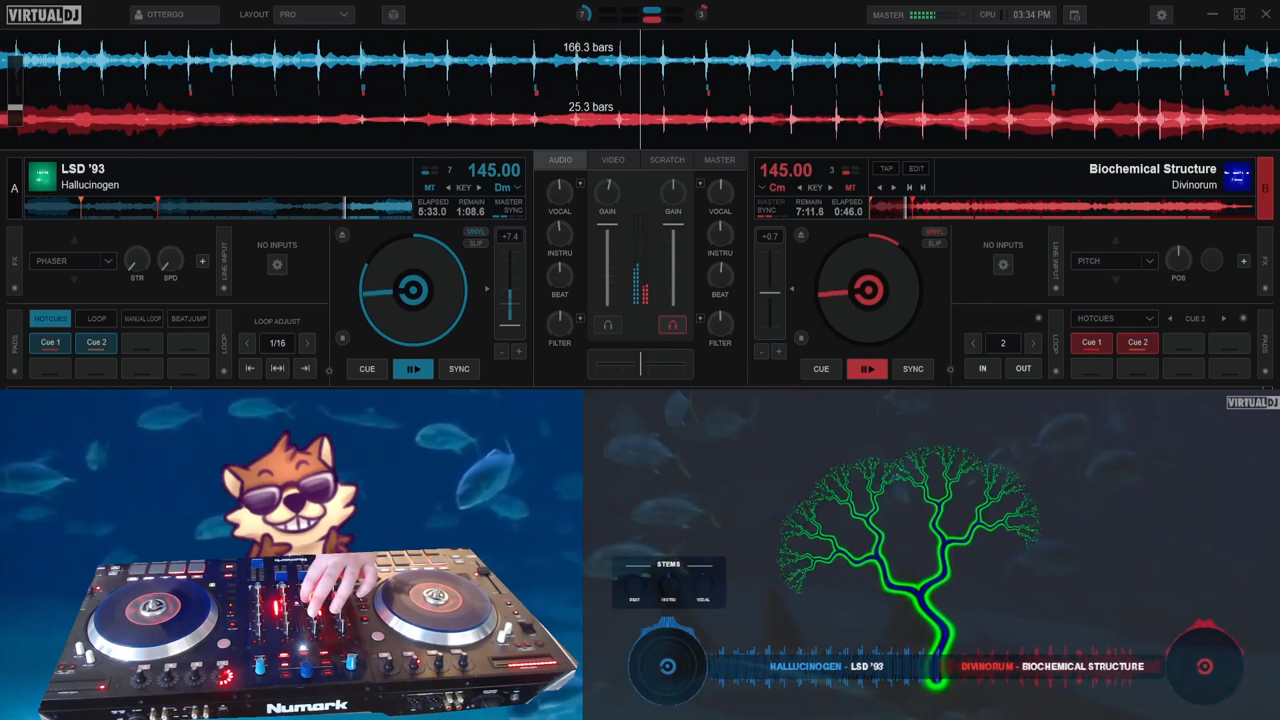 VIRTUALDJ
OTTERGG
LAYOUT
PRO
7
3
MASTER
CPU
03:34 PM
166.3 bars
25.3 bars
A
LSD '93
Hallucinogen
7
145.00
MT
KEY
Dm
ELAPSED
5:33.0
REMAIN
1:08.6
MASTER
SYNC
AUDIO
VIDEO
SCRATCH
MASTER
145.00
3
TAP
EDIT
Cm
KEY
MT
MASTER
SYNC
REMAIN
7:11.6
ELAPSED
0:46.0
Biochemical Structure
Divinorum
B
FX
PHASER
STR
SPD
LINE INPUT
NO INPUTS
VINYL
SLIP
+7.4
VOCAL
GAIN
GAIN
VOCAL
INSTRU
INSTRU
BEAT
BEAT
FILTER
FILTER
+0.7
VINYL
SLIP
NO INPUTS
LINE INPUT
PITCH
POS
FX
PADS
HOTCUES
LOOP
MANUAL LOOP
BEATJUMP
Cue 1
Cue 2
LOOP
LOOP ADJUST
1/16
CUE
SYNC
CUE
SYNC
2
IN
OUT
LOOP
HOTCUES
CUE 2
Cue 1
Cue 2
PADS
VIRTUALDJ
STEMS
BEAT
INSTRU
VOCAL
HALLUCINOGEN - LSD '93
DIVINORUM - BIOCHEMICAL STRUCTURE
Numark
Numark